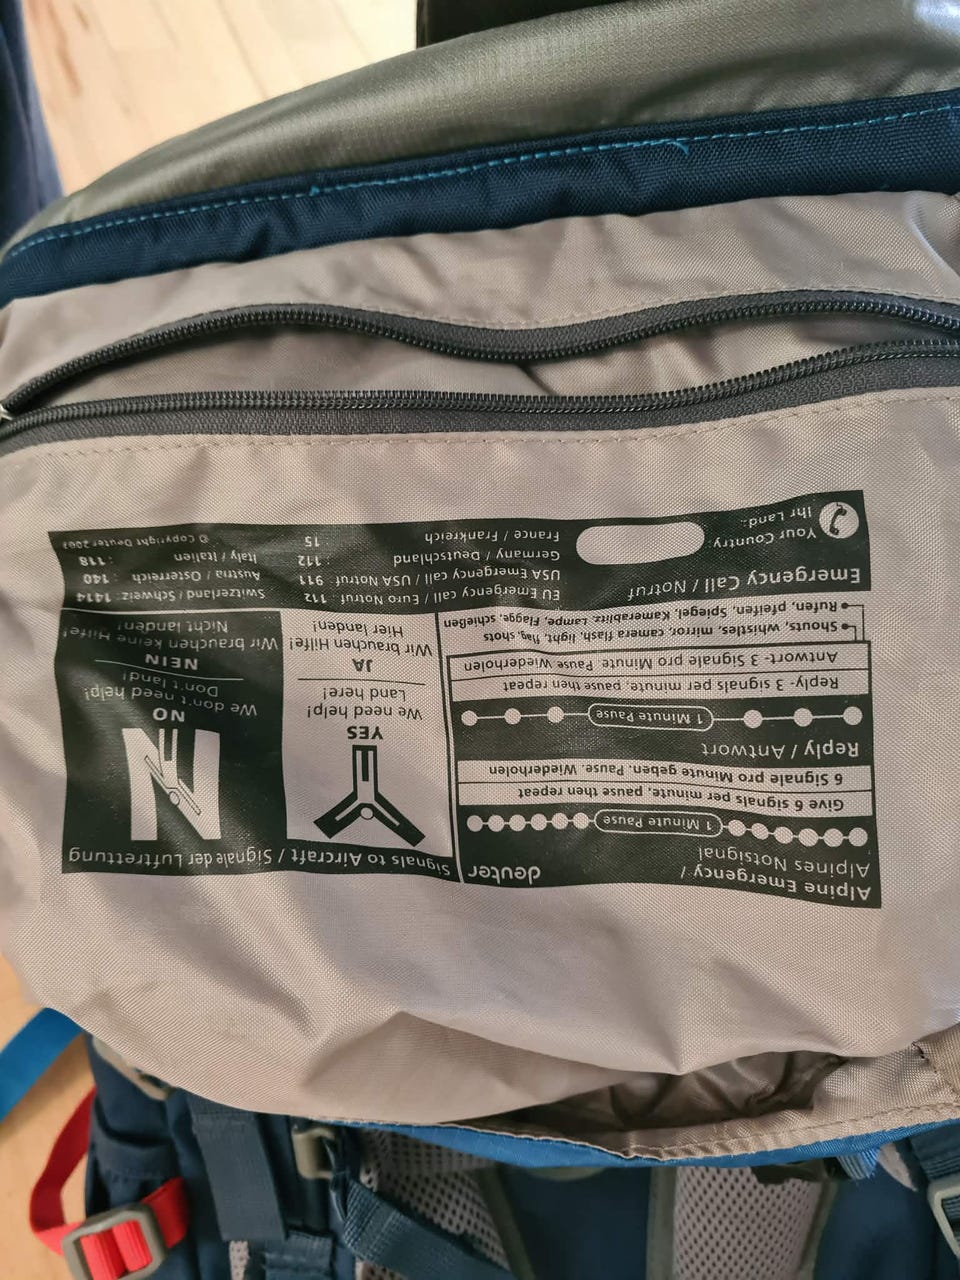 Alpine Emergency /
Alpines Notsignal
deuter
1 Minute Pause
Give 6 signals per minute, pause then repeat
6 Signale pro Minute geben. Pause. Wiederholen
Reply / Antwort
1 Minute Pause
Reply- 3 signals per minute, pause then repeat
Antwort- 3 Signale pro Minute Pause Wiederholen
Shouts, whistles, mirror, camera flash, light, flag, shots
Rufen, pfeifen, Spiegel, Kamerablitz, Lampe, Flagge, schießen
Signals to Aircraft / Signale der Luftrettung
YES
We need help!
Land here!
JA
Wir brauchen Hilfe!
Hier landen!
N
NO
We don't need help!
Don't land!
NEIN
Wir brauchen keine Hilfe!
Nicht landen!
Emergency Call / Notruf
Your Country
Ihr Land:
EU Emergency call / Euro Notruf : 112
USA Emergency call / USA Notruf 911
Germany / Deutschland : 112
France / Frankreich : 15
Switzerland / Schweiz : 1414
Austria / Österreich : 140
Italy / Italien : 118
© Copyright Deuter